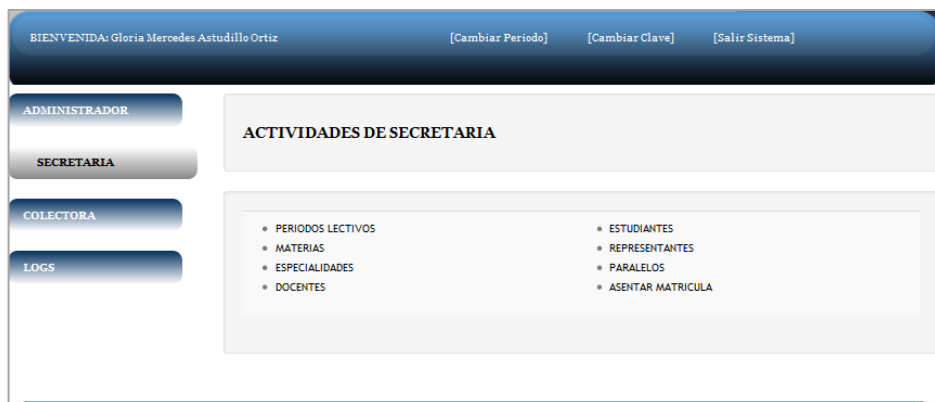 BIENVENIDA: Gloria Mercedes Astudillo Ortiz [Cambiar Periodo] [Cambiar Clave] [Salir Sistema]
ADMINISTRADOR
SECRETARIA
COLECTORA
LOGS
ACTIVIDADES DE SECRETARIA
PERIODOS LECTIVOS
MATERIAS
ESPECIALIDADES
DOCENTES
ESTUDIANTES
REPRESENTANTES
PARALELOS
ASENTAR MATRICULA